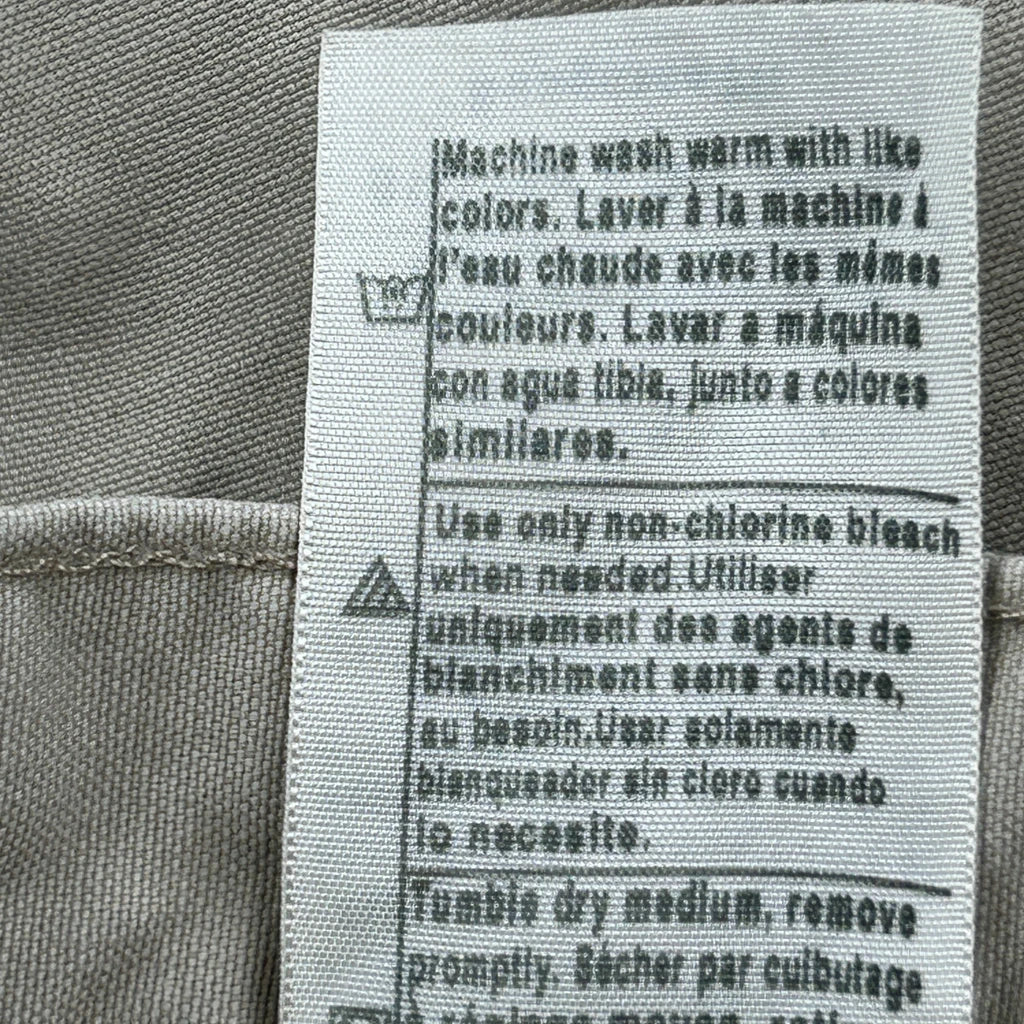 Machine wash warm with like
colors. Laver à la machine à
l'eau chaude avec les mêmes
couleurs. Lavar a máquina
con agua tibia, junto a colores
similares.
Use only non-chlorine bleach
when needed. Utiliser
uniquement des agents de
blanchiment sans chlore,
au besoin. Usar solamente
blanqueador sin cloro cuando
lo necesite.
Tumble dry medium, remove
promptly. Sécher par culbutage